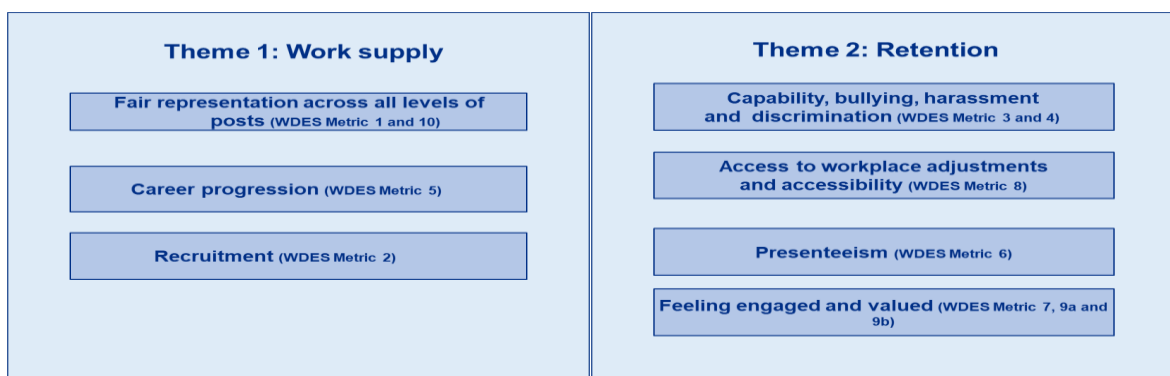 Theme 1: Work supply
Fair representation across all levels of
posts (WDES Metric 1 and 10)
Career progression (WDES Metric 5)
Recruitment (WDES Metric 2)
Theme 2: Retention
Capability, bullying, harassment
and discrimination (WDES Metric 3 and 4)
Access to workplace adjustments
and accessibility (WDES Metric 8)
Presenteeism (WDES Metric 6)
Feeling engaged and valued (WDES Metric 7, 9a and
9b)